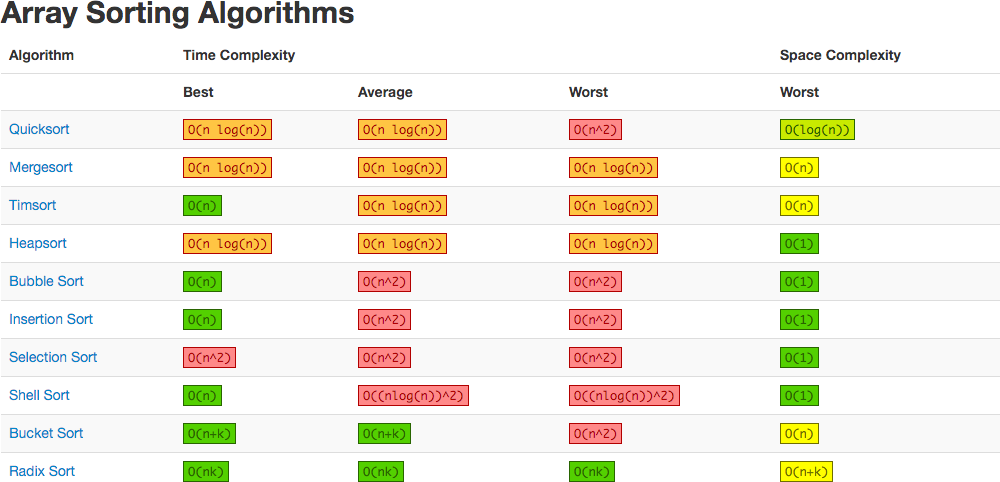 Array Sorting Algorithms
Algorithm Time Complexity Space Complexity
Best Average Worst Worst
Quicksort O(n log(n)) O(n log(n)) O(n^2) O(log(n))
Mergesort O(n log(n)) O(n log(n)) O(n log(n)) O(n)
Timsort O(n) O(n log(n)) O(n log(n)) O(n)
Heapsort O(n log(n)) O(n log(n)) O(n log(n)) O(1)
Bubble Sort O(n) O(n^2) O(n^2) O(1)
Insertion Sort O(n) O(n^2) O(n^2) O(1)
Selection Sort O(n^2) O(n^2) O(n^2) O(1)
Shell Sort O(n) O((nlog(n))^2) O((nlog(n))^2) O(1)
Bucket Sort O(n+k) O(n+k) O(n^2) O(n)
Radix Sort O(nk) O(nk) O(nk) O(n+k)